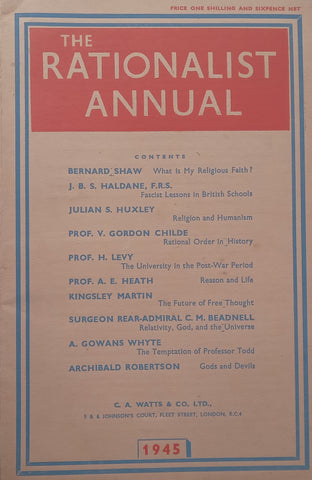 PRICE ONE SHILLING AND SIXPENCE NET
THE
RATIONALIST
ANNUAL
CONTENTS
BERNARD SHAW What is My Religious Faith?
J. B. S. HALDANE, F.R.S.
Fascist Lessons in British Schools
JULIAN S. HUXLEY
Religion and Humanism
PROF. V. GORDON CHILDE
Rational Order in History
PROF. H. LEVY
The University in the Post-War Period
PROF. A. E. HEATH Reason and Life
KINGSLEY MARTIN
The Future of Free Thought
SURGEON REAR-ADMIRAL C. M. BEADNELL
Relativity, God, and the Universe
A. GOWANS WHYTE
The Temptation of Professor Todd
ARCHIBALD ROBERTSON Gods and Devils
C. A. WATTS & CO. LTD.,
5 & 6 JOHNSON'S COURT, FLEET STREET, LONDON, E.C.4
1945